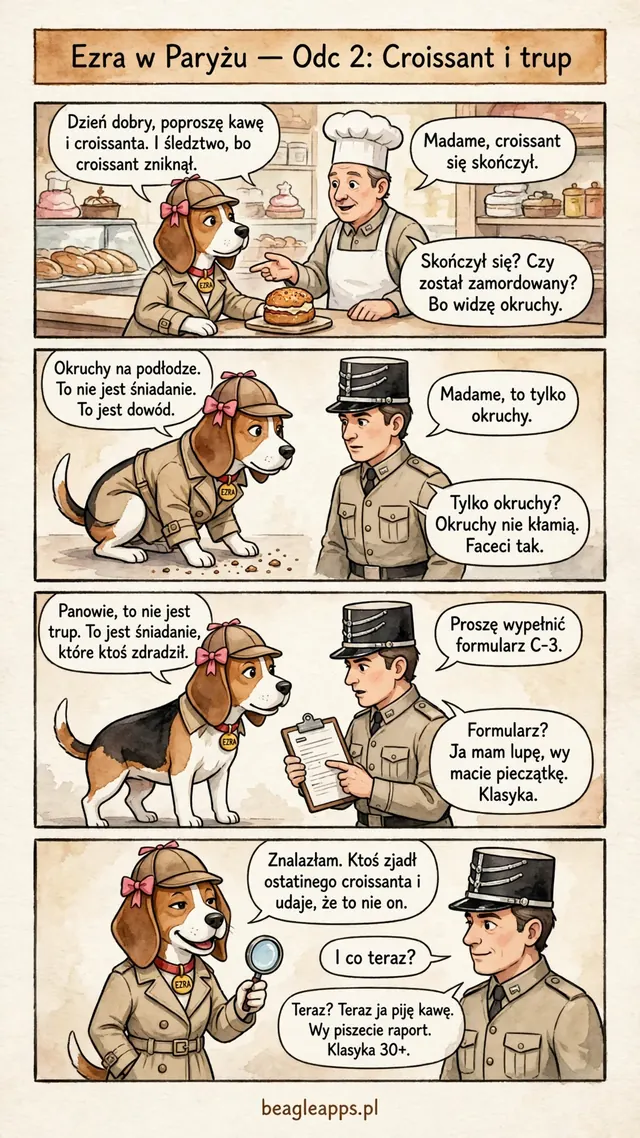 Ezra w Paryżu — Odc 2: Croissant i trup
Dzień dobry, poproszę kawę
i croissanta. I śledztwo, bo
croissant zniknął.
Madame, croissant
się skończył.
Skończył się? Czy
został zamordowany?
Bo widzę okruchy.
EZRA
Okruchy na podłodze.
To nie jest śniadanie.
To jest dowód.
Madame, to tylko
okruchy.
Tylko okruchy?
Okruchy nie kłamią.
Faceci tak.
EZRA
Panowie, to nie jest
trup. To jest śniadanie,
które ktoś zdradził.
Proszę wypełnić
formularz C-3.
Formularz?
Ja mam lupę, wy
macie pieczątkę.
Klasyka.
EZRA
Znalazłam. Ktoś zjadł
ostatinego croissanta i
udaje, że to nie on.
I co teraz?
Teraz? Teraz ja piję kawę.
Wy piszecie raport.
Klasyka 30+.
EZRA
beagleapps.pl